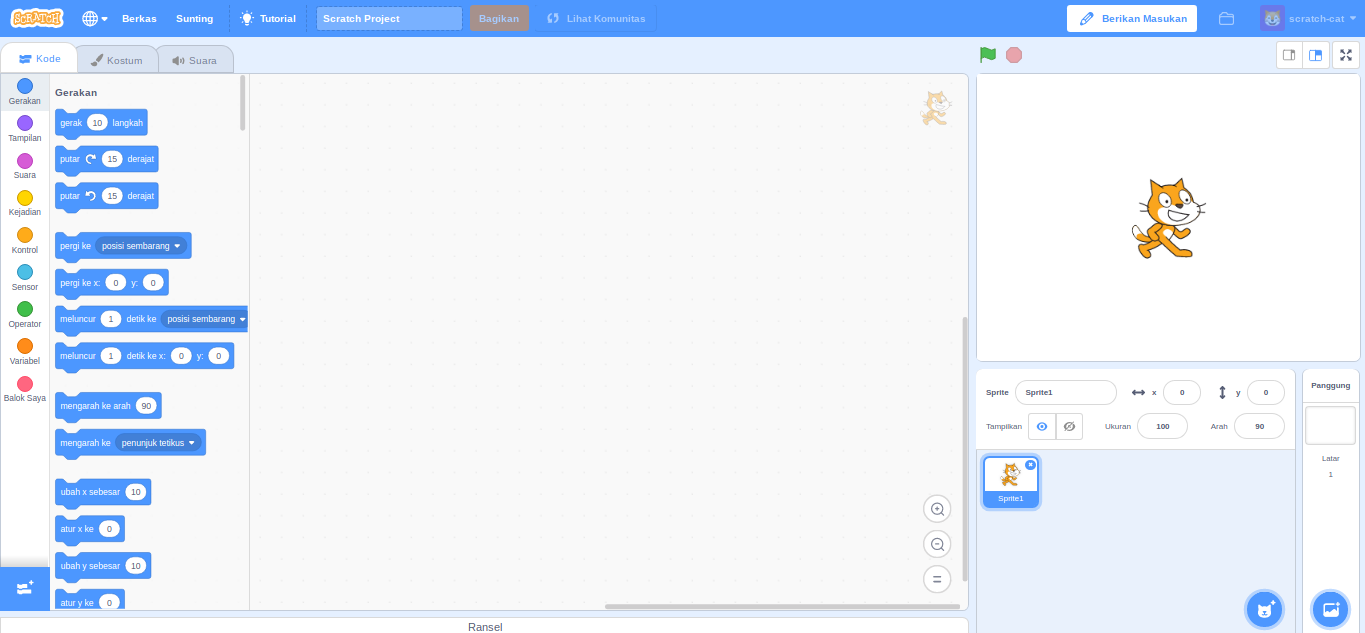 SCRATCH Berkas Sunting Tutorial Scratch Project Bagikan Lihat Komunitas Berikan Masukan scratch-cat
Kode Kostum Suara
Gerakan
Tampilan
Suara
Kejadian
Kontrol
Sensor
Operator
Variabel
Balok Saya
Gerakan
gerak 10 langkah
putar 15 derajat
putar 15 derajat
pergi ke posisi sembarang
pergi ke x: 0 y: 0
meluncur 1 detik ke posisi sembarang
meluncur 1 detik ke x: 0 y: 0
mengarah ke arah 90
mengarah ke penunjuk tetikus
ubah x sebesar 10
atur x ke 0
ubah y sebesar 10
atur y ke 0
Ransel
Sprite Sprite1 x 0 y 0
Tampilkan Ukuran 100 Arah 90
Sprite1
Panggung
Latar
1